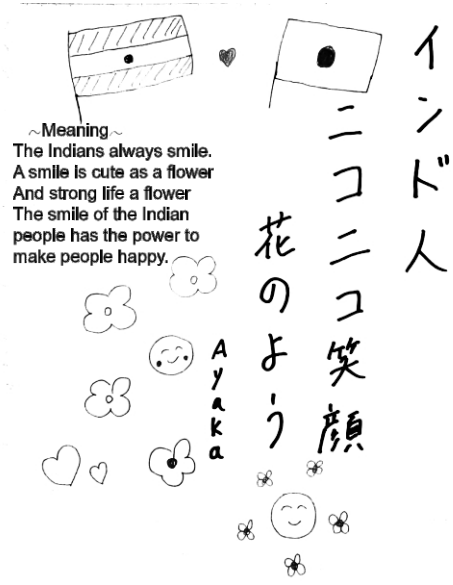 インド人
ニコニコ笑顔
花のよう
Ayaka
~Meaning~
The Indians always smile.
A smile is cute as a flower
And strong life a flower
The smile of the Indian
people has the power to
make people happy.